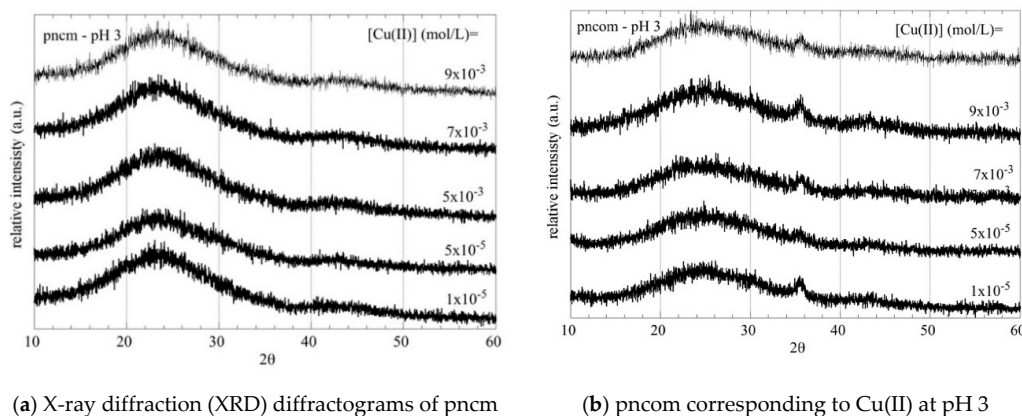 pncm - pH 3
[Cu(II)] (mol/L)=
9x10⁻³
7x10⁻³
5x10⁻³
5x10⁻⁵
1x10⁻⁵
relative intensisty (a.u.)
10 20 30 40 50 60
2θ
(a) X-ray diffraction (XRD) diffractograms of pncm
pncom - pH 3
[Cu(II)] (mol/L)=
9x10⁻³
7x10⁻³
5x10⁻⁵
1x10⁻⁵
relative intensisty (a.u.)
10 20 30 40 50 60
2θ
(b) pncom corresponding to Cu(II) at pH 3